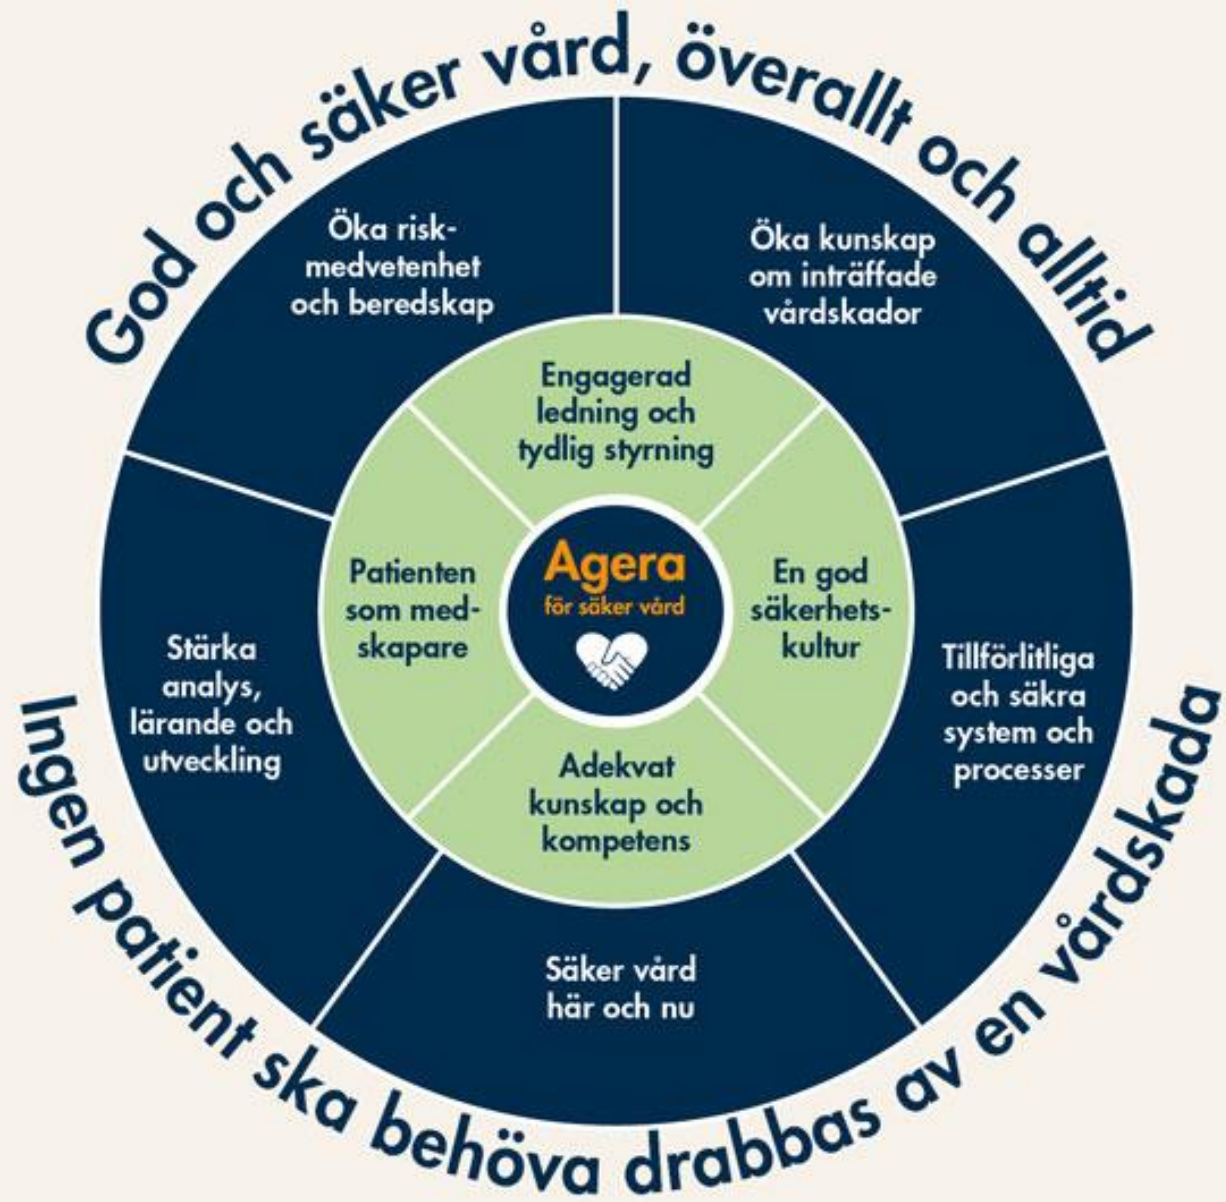 God och säker vård, överallt och alltid
Öka risk-
medvetenhet
och beredskap
Öka kunskap
om inträffade
vårdskador
Engagerad
ledning och
tydlig styrning
Patienten
som med-
skapare
Agera
för säker vård
En god
säkerhets-
kultur
Stärka
analys,
lärande och
utveckling
Tillförlitliga
och säkra
system och
processer
Adekvat
kunskap och
kompetens
Säker vård
här och nu
Ingen patient ska behöva drabbas av en vårdskada